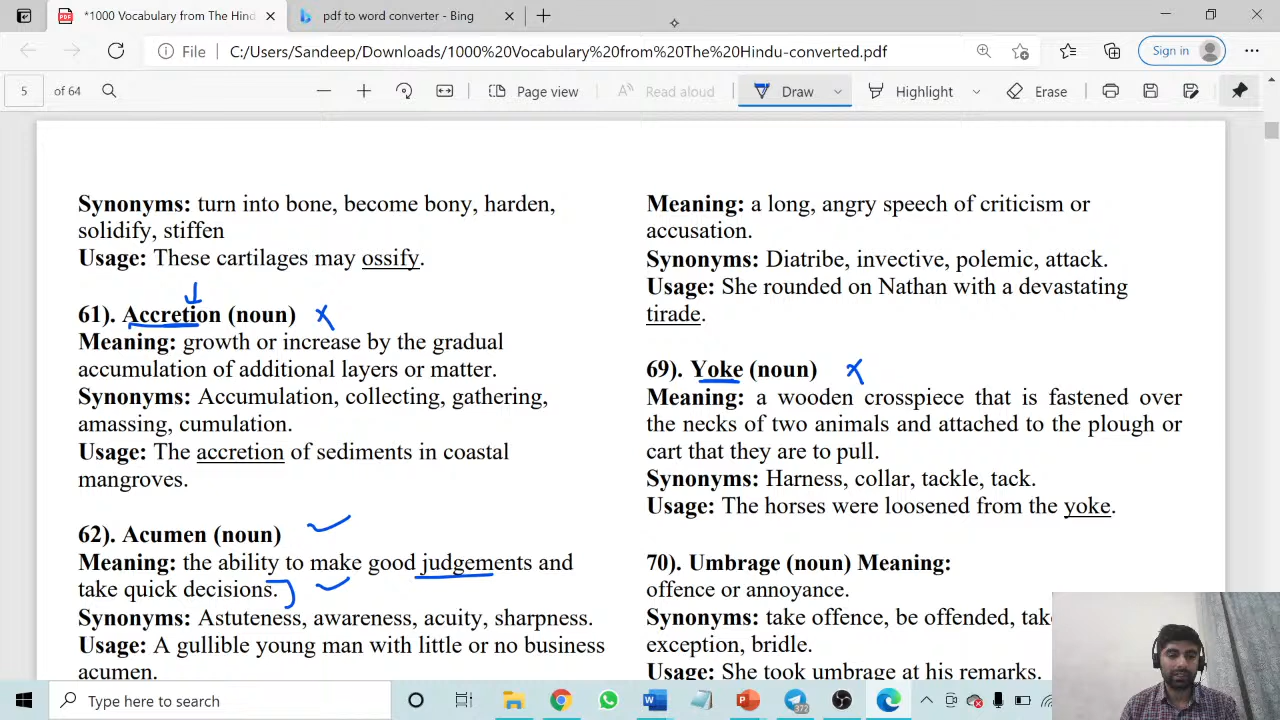 *1000 Vocabulary from The Hindu
pdf to word converter - Bing
File
C:/Users/Sandeep/Downloads/1000%20Vocabulary%20from%20The%20Hindu-converted.pdf
Sign in
5 of 64
Page view
Read aloud
Draw
Highlight
Erase
Synonyms: turn into bone, become bony, harden,
solidify, stiffen
Usage: These cartilages may ossify.
61). Accretion (noun)
Meaning: growth or increase by the gradual
accumulation of additional layers or matter.
Synonyms: Accumulation, collecting, gathering,
amassing, cumulation.
Usage: The accretion of sediments in coastal
mangroves.
62). Acumen (noun)
Meaning: the ability to make good judgements and
take quick decisions.
Synonyms: Astuteness, awareness, acuity, sharpness.
Usage: A gullible young man with little or no business
acumen.
Meaning: a long, angry speech of criticism or
accusation.
Synonyms: Diatribe, invective, polemic, attack.
Usage: She rounded on Nathan with a devastating
tirade.
69). Yoke (noun)
Meaning: a wooden crosspiece that is fastened over
the necks of two animals and attached to the plough or
cart that they are to pull.
Synonyms: Harness, collar, tackle, tack.
Usage: The horses were loosened from the yoke.
70). Umbrage (noun) Meaning:
offence or annoyance.
Synonyms: take offence, be offended, take
exception, bridle.
Usage: She took umbrage at his remarks.
Type here to search
372